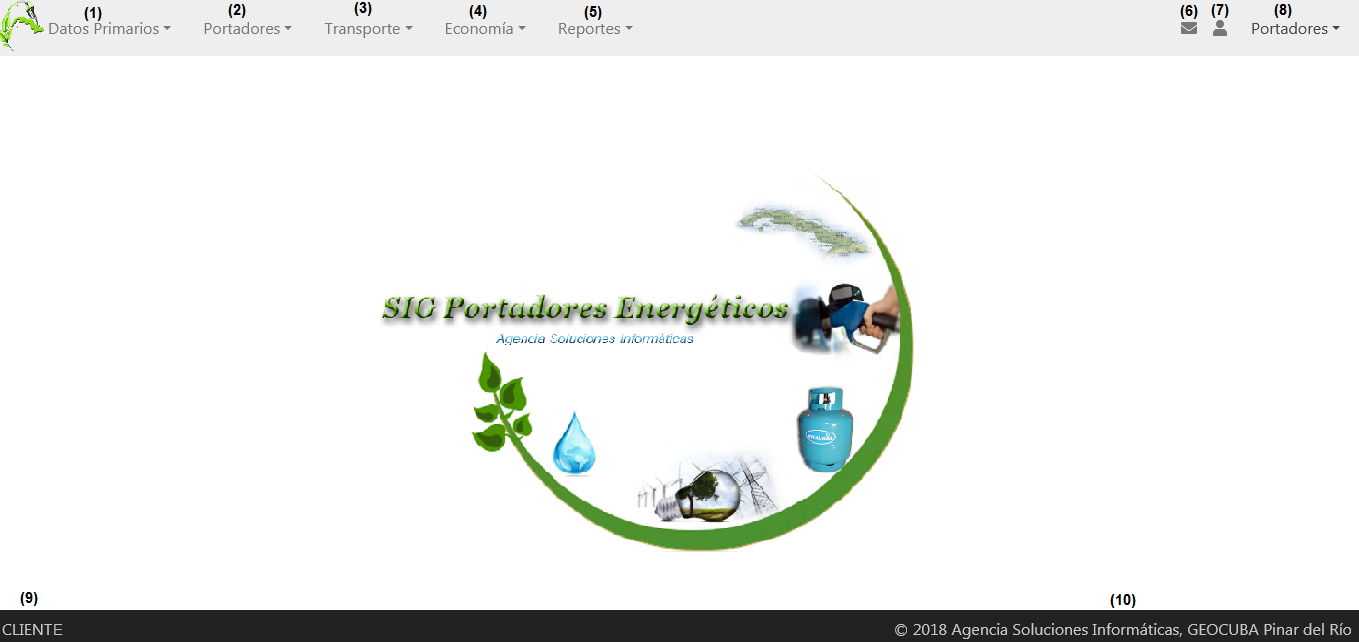 (1) (2) (3) (4) (5) (6) (7) (8)
Datos Primarios Portadores Transporte Economía Reportes Portadores
SIG Portadores Energéticos
Agencia Soluciones Informáticas
(9) (10)
CLIENTE © 2018 Agencia Soluciones Informáticas, GEOCUBA Pinar del Río